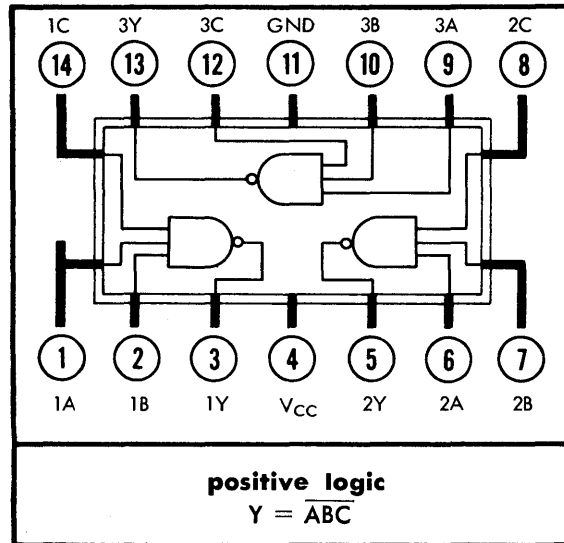 1C 3Y 3C GND 3B 3A 2C
14 13 12 11 10 9 8
1 2 3 4 5 6 7
1A 1B 1Y VCC 2Y 2A 2B
positive logic
Y = A̅B̅C̅